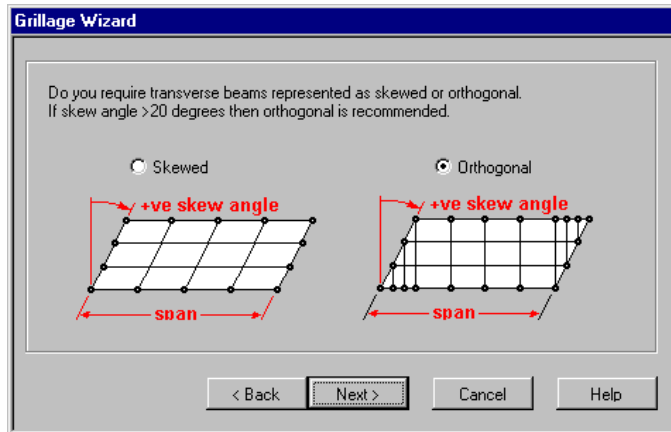 Grillage Wizard
Do you require transverse beams represented as skewed or orthogonal.
If skew angle >20 degrees then orthogonal is recommended.
Skewed
Orthogonal
+ve skew angle
+ve skew angle
span
span
< Back
Next >
Cancel
Help